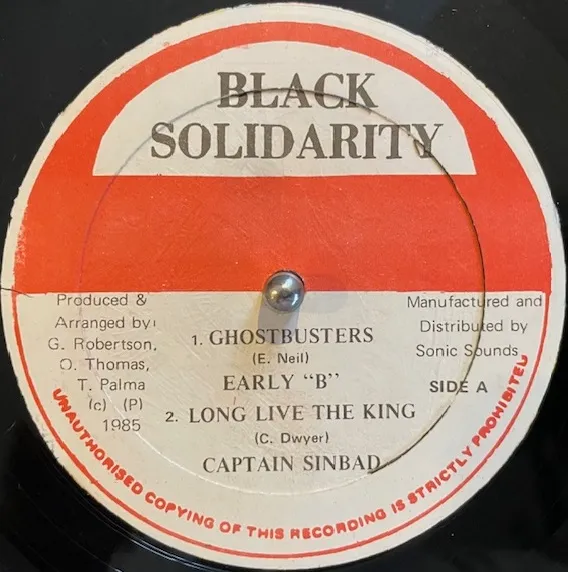 BLACK
SOLIDARITY
Produced &
Arranged by:
G. Robertson,
O. Thomas,
T. Palma
(c) (P)
1985
Manufactured and
Distributed by
Sonic Sounds
SIDE A
1. GHOSTBUSTERS
(E. Neil)
EARLY "B"
2. LONG LIVE THE KING
(C. Dwyer)
CAPTAIN SINBAD
UNAUTHORISED COPYING OF THIS RECORDING IS STRICTLY PROHIBITED